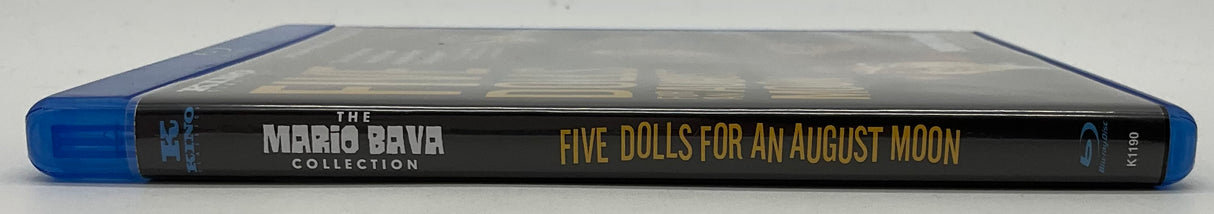 K
KINO
THE
MARIO BAVA
COLLECTION
FIVE DOLLS FOR AN AUGUST MOON
Blu-ray Disc
K1190